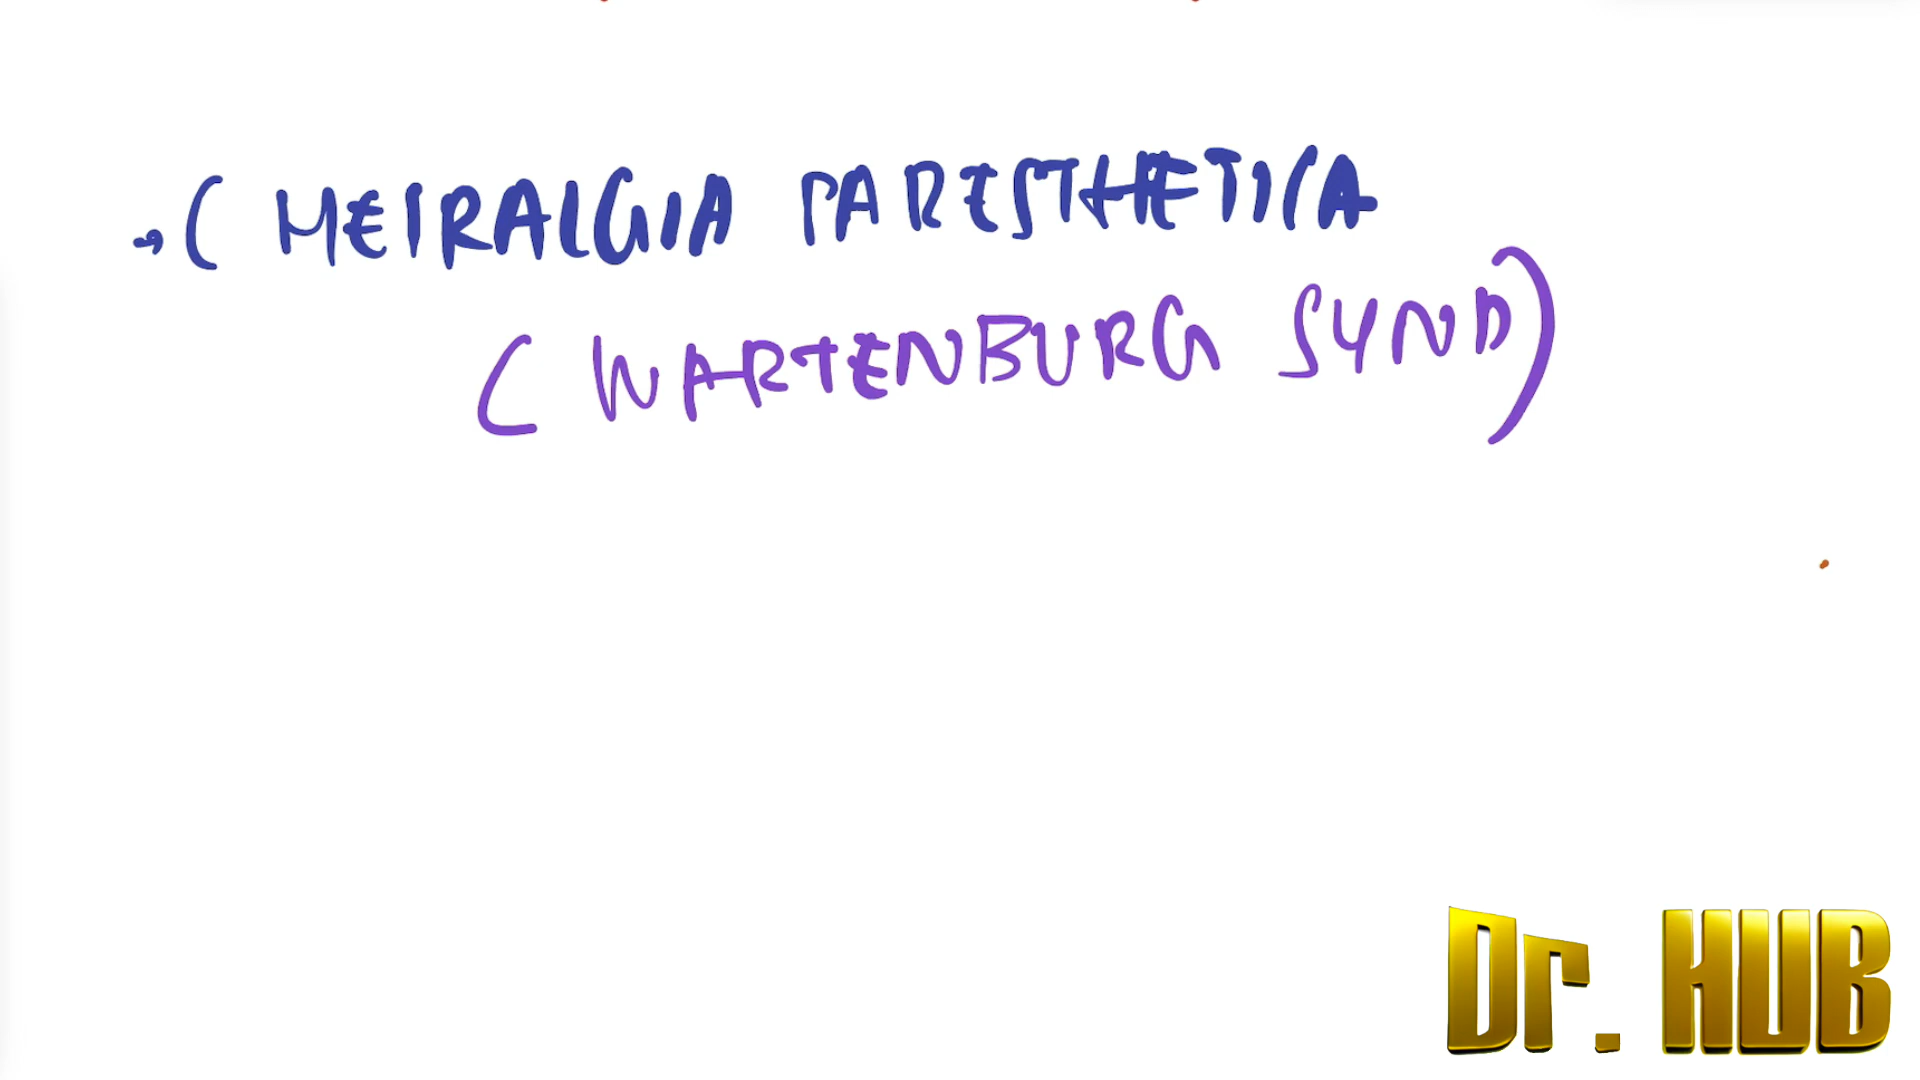 → ( MEIRALGIA PARESTHETICA
( WARTENBURG SYND)
Dr. HUB